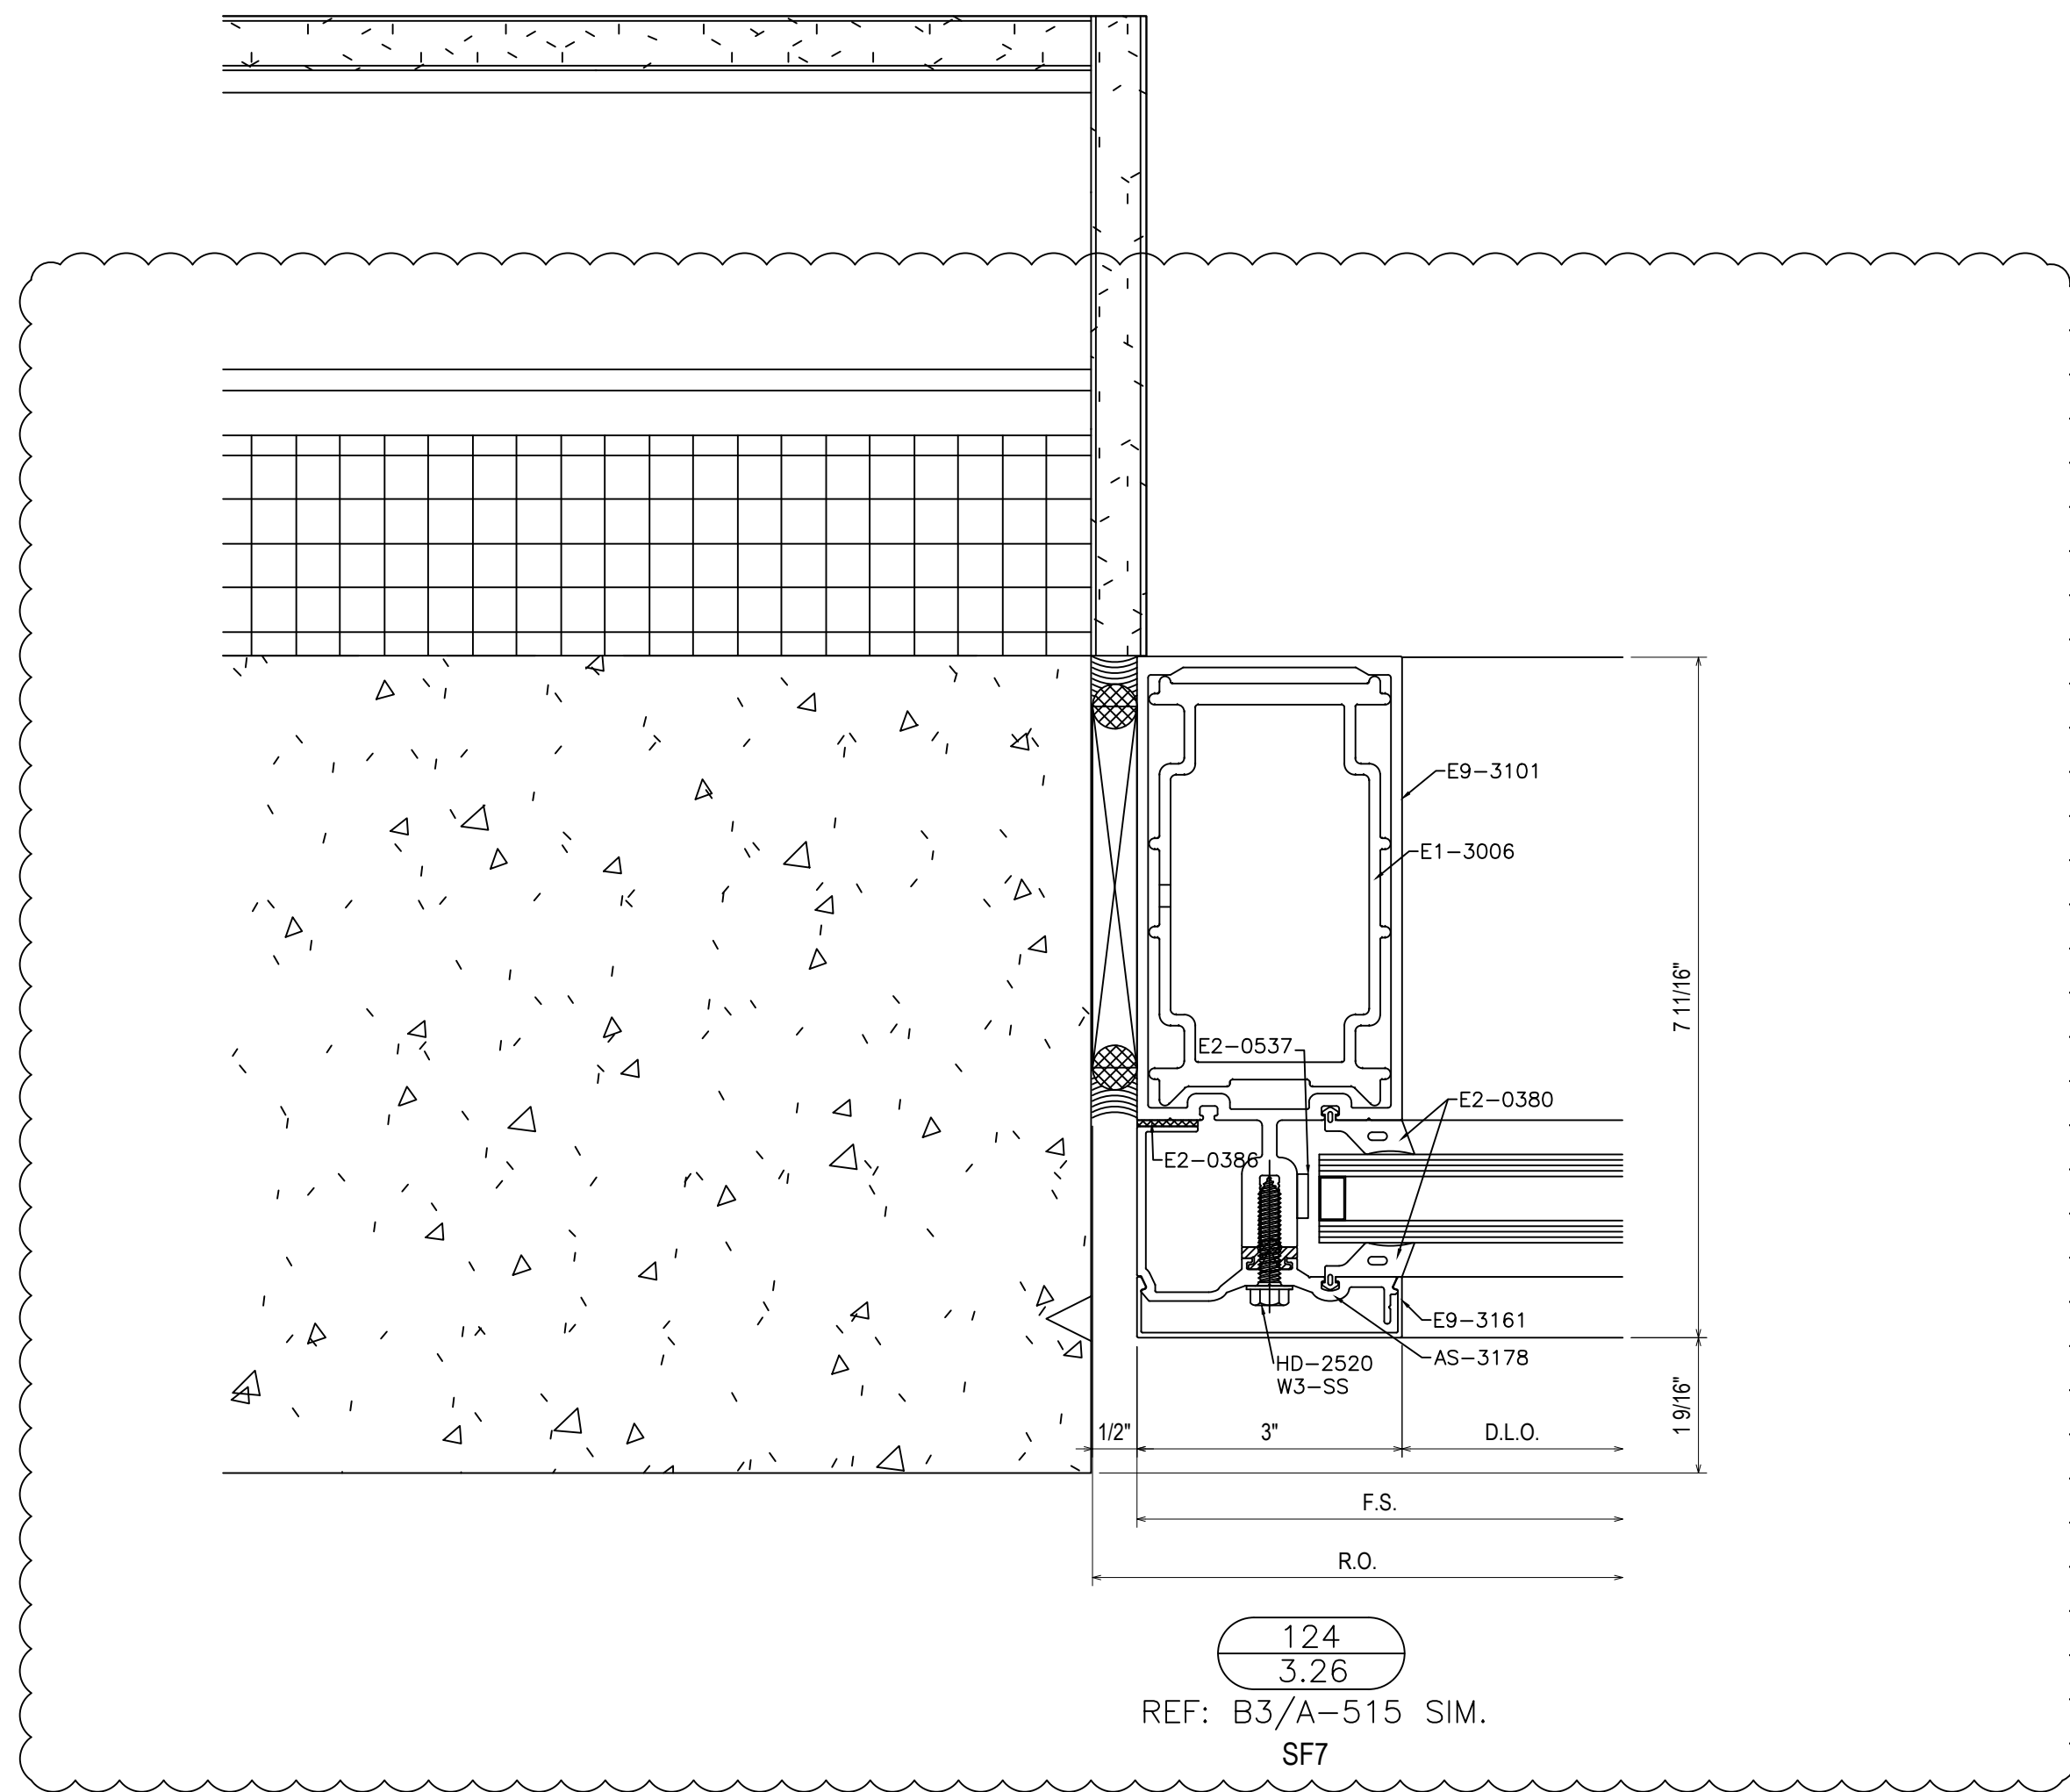 E9-3101
E1-3006
7 11/16"
E2-0537
E2-0380
E2-0386
E9-3161
AS-3178
HD-2520
W3-SS
1 9/16"
1/2"
3"
D.L.O.
F.S.
R.O.
124
3.26
REF: B3/A-515 SIM.
SF7